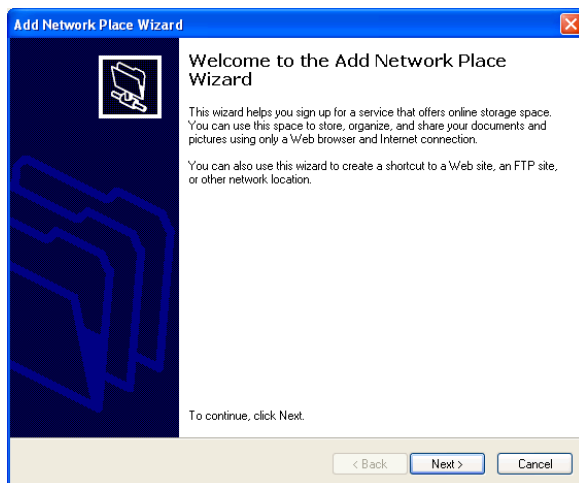 Add Network Place Wizard
Welcome to the Add Network Place
Wizard
This wizard helps you sign up for a service that offers online storage space.
You can use this space to store, organize, and share your documents and
pictures using only a Web browser and Internet connection.
You can also use this wizard to create a shortcut to a Web site, an FTP site,
or other network location.
To continue, click Next.
< Back Next > Cancel